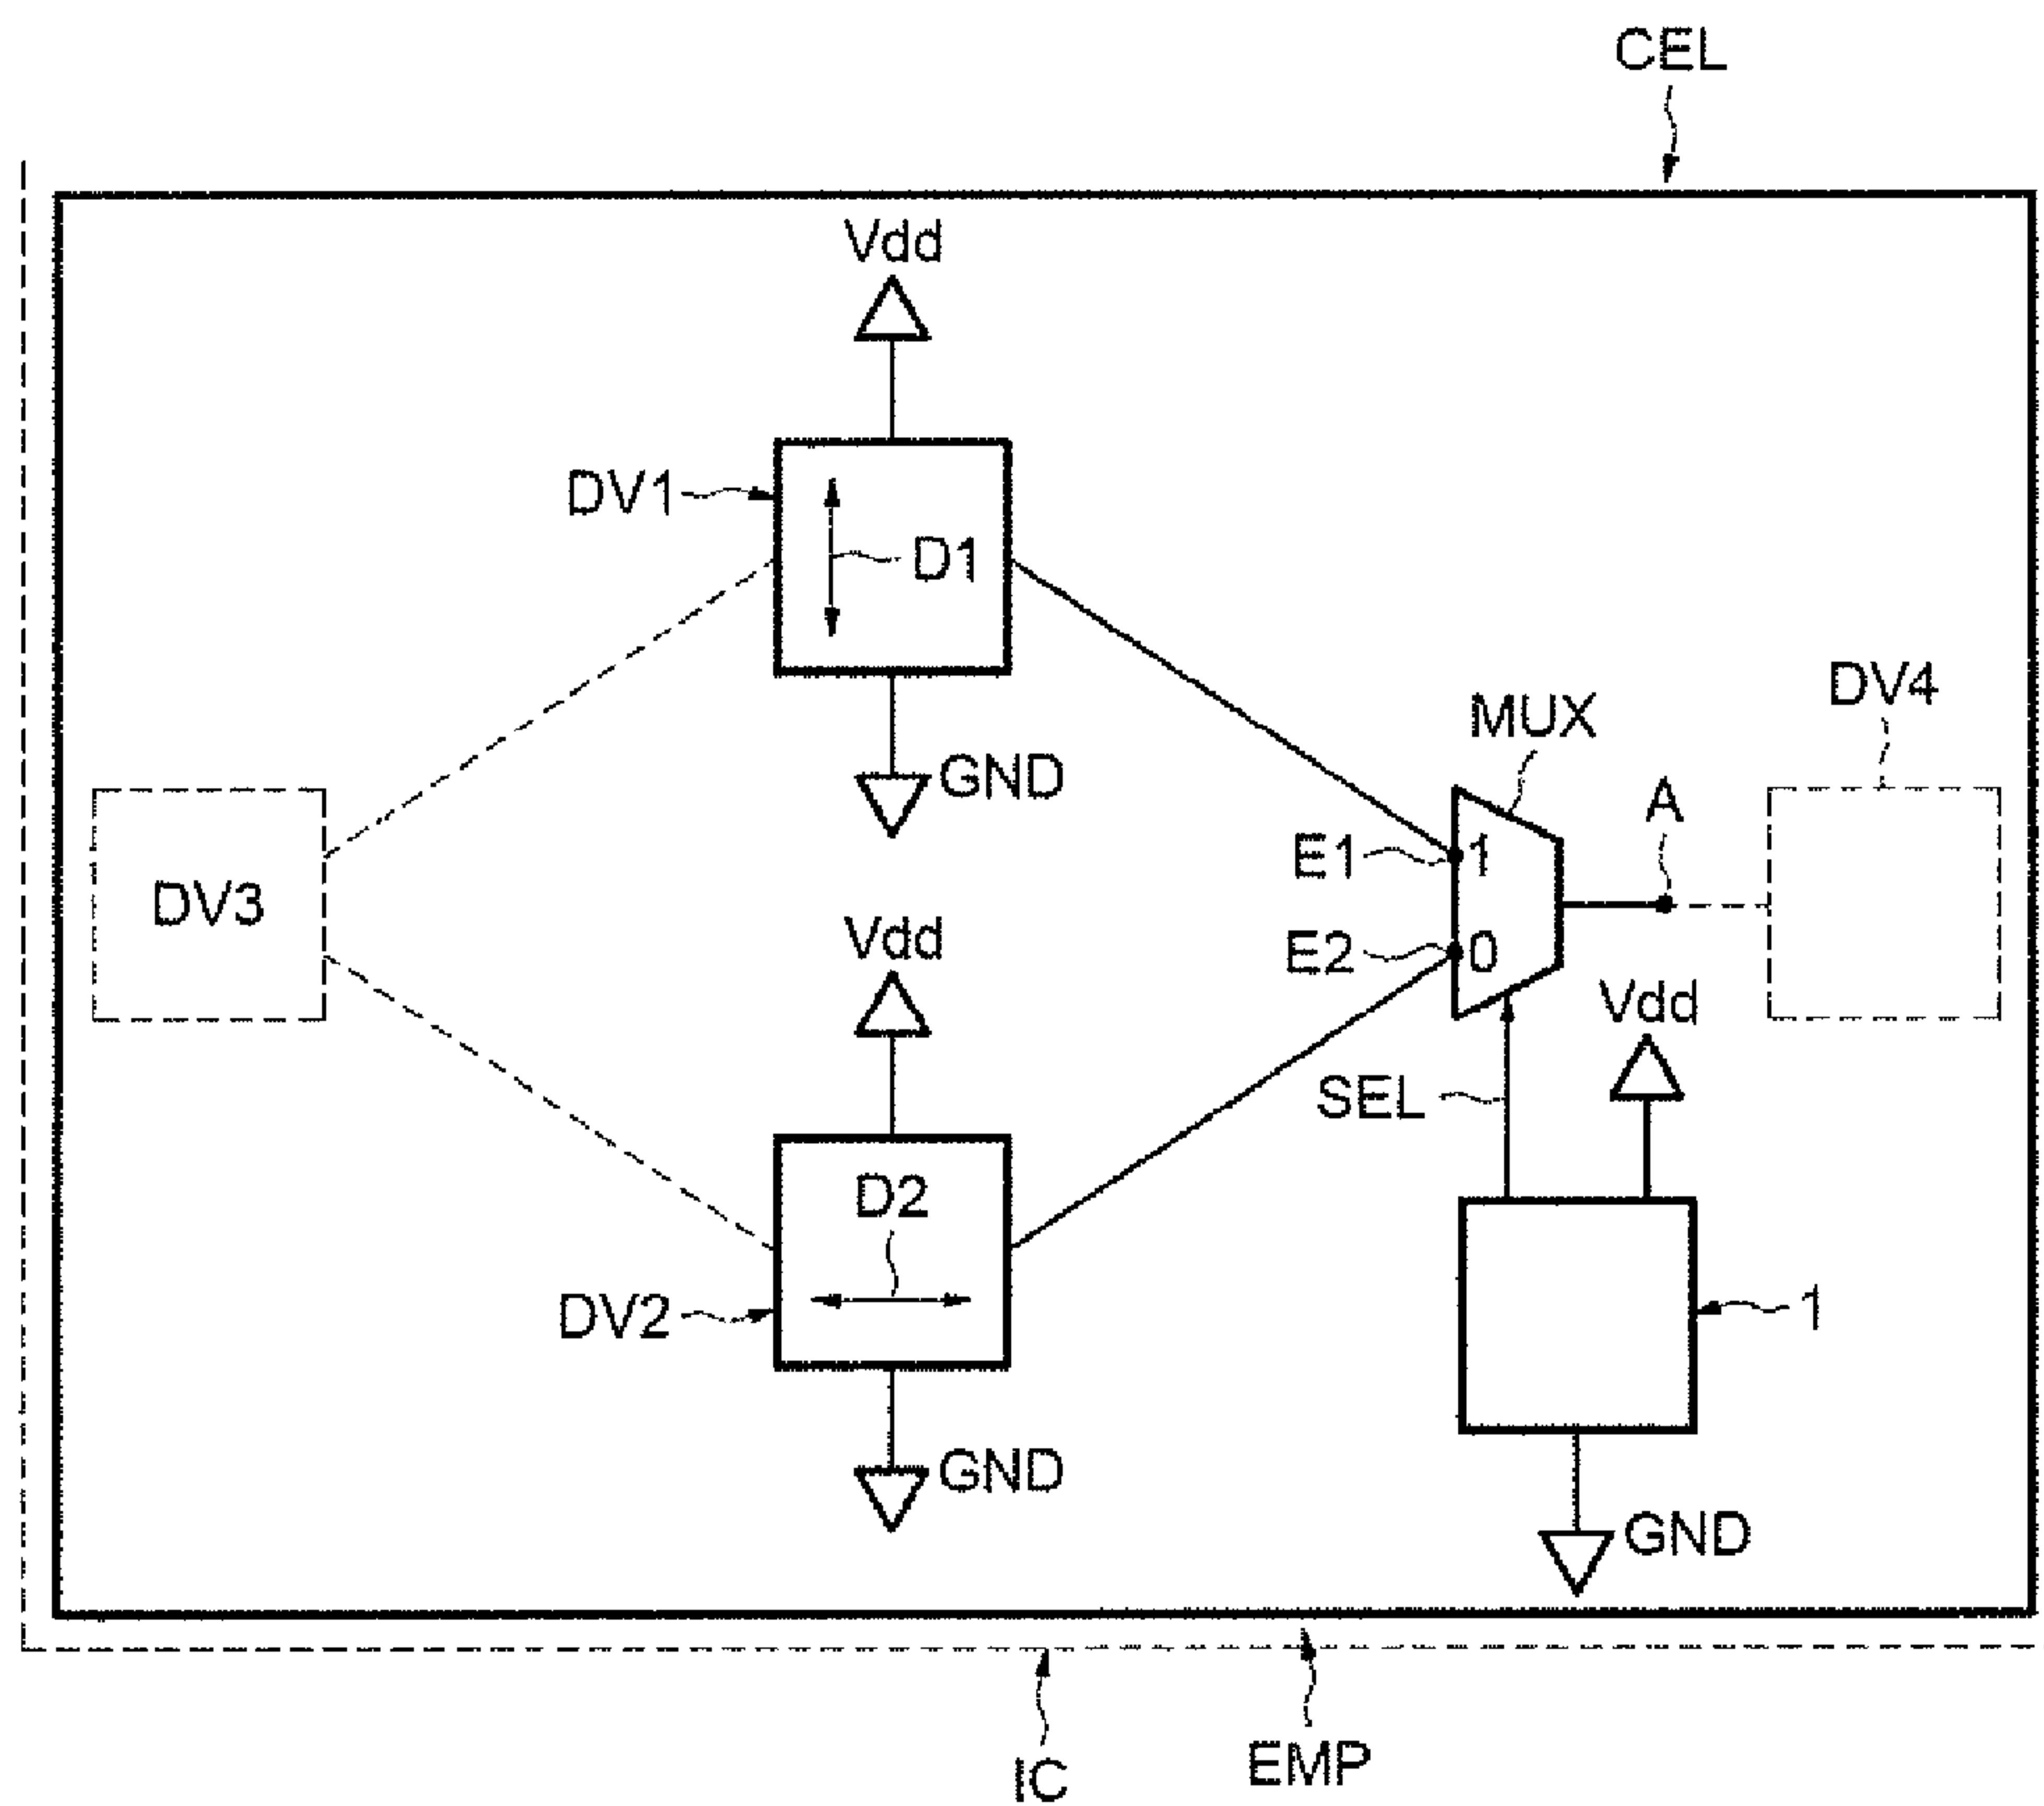 CEL
Vdd
DV1
D1
GND
MUX
DV4
A
E1
1
DV3
Vdd
E2
0
Vdd
SEL
D2
DV2
1
GND
GND
IC
EMP